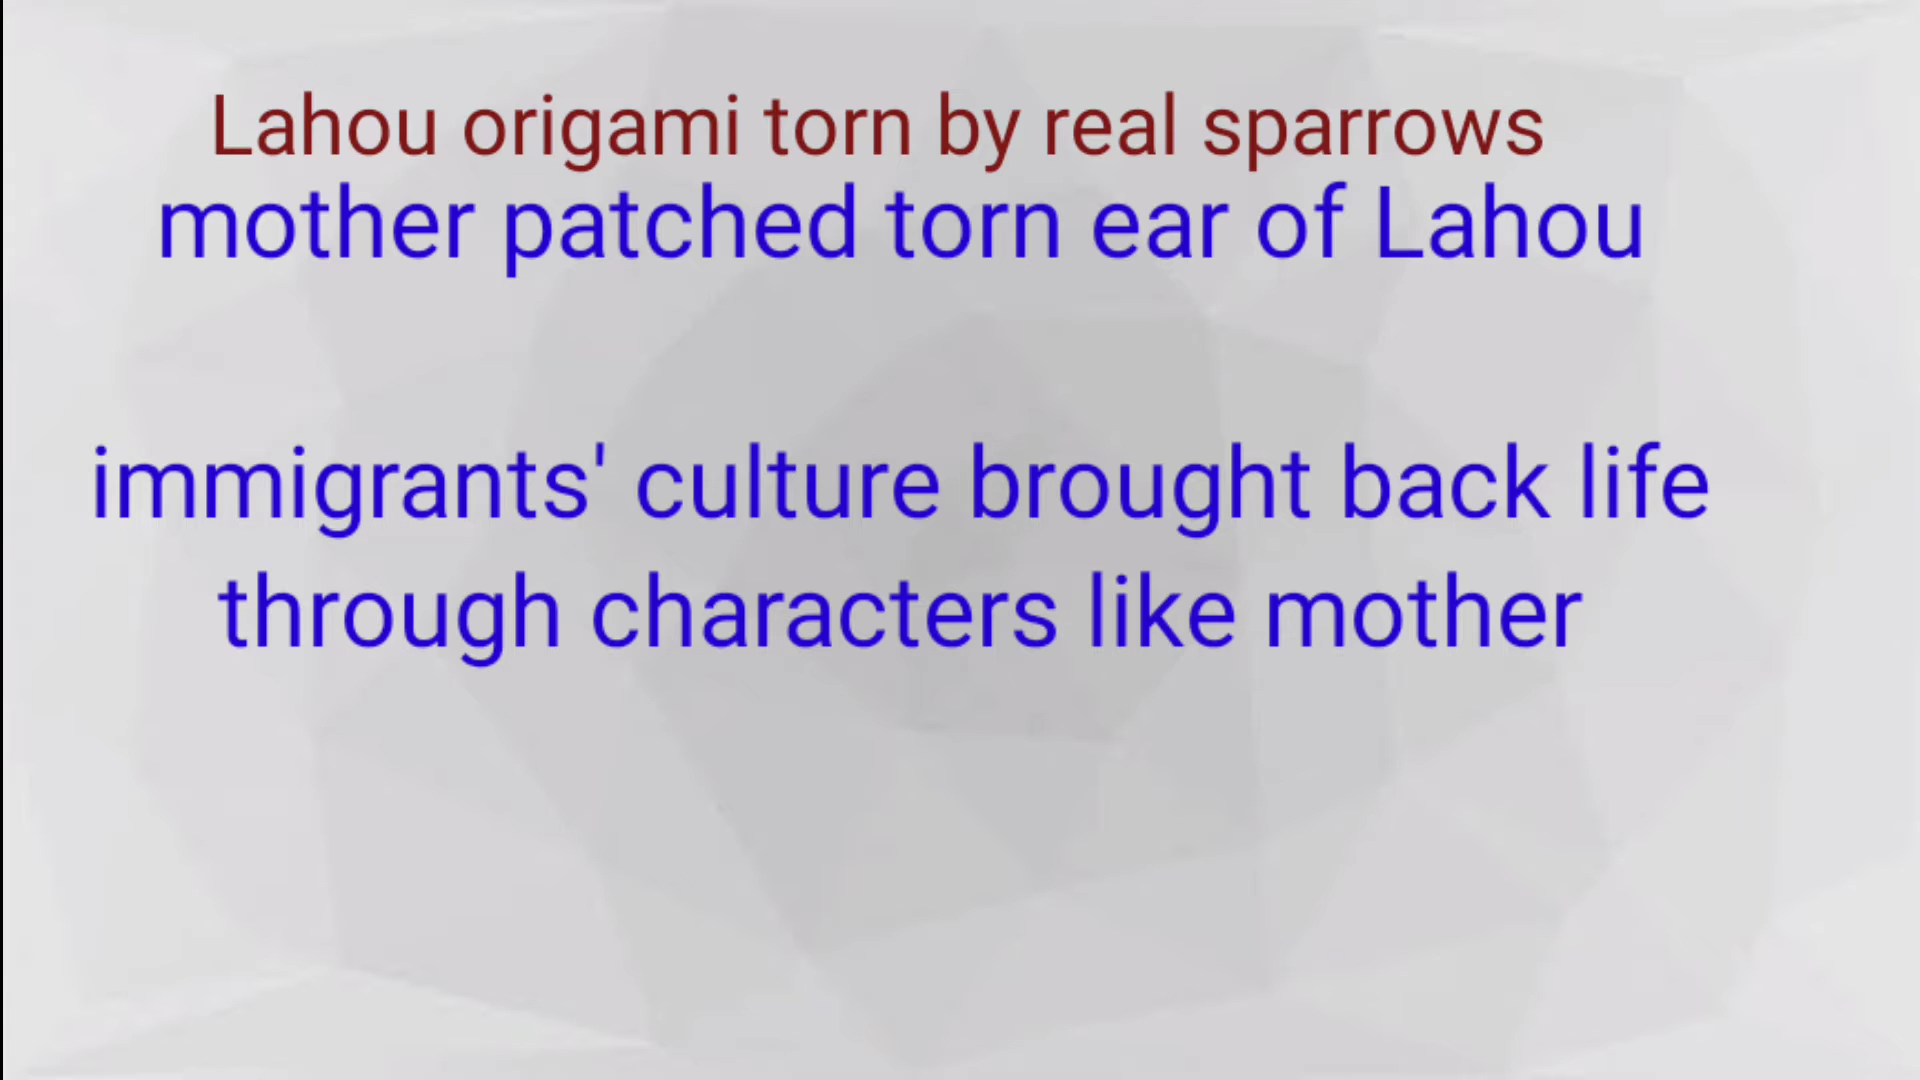 Lahou origami torn by real sparrows
mother patched torn ear of Lahou
immigrants' culture brought back life
through characters like mother